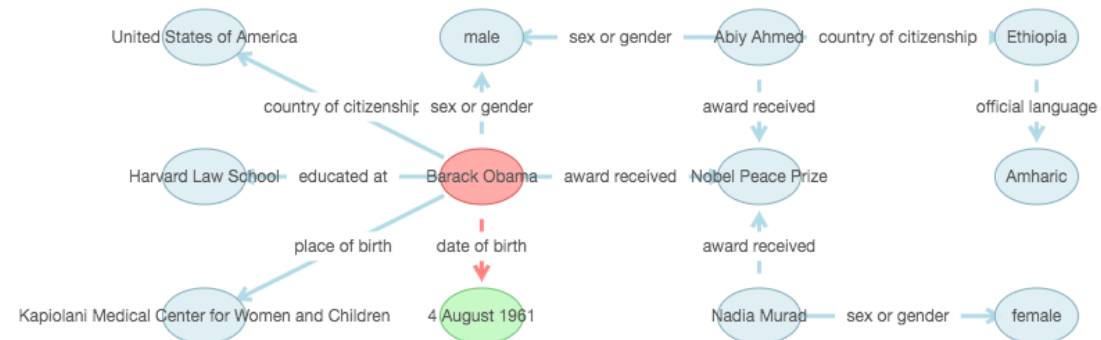 United States of America
male
sex or gender
Abiy Ahmed
country of citizenship
Ethiopia
country of citizenship
sex or gender
award received
official language
Harvard Law School
educated at
Barack Obama
award received
Nobel Peace Prize
Amharic
place of birth
date of birth
award received
Kapiolani Medical Center for Women and Children
4 August 1961
Nadia Murad
sex or gender
female